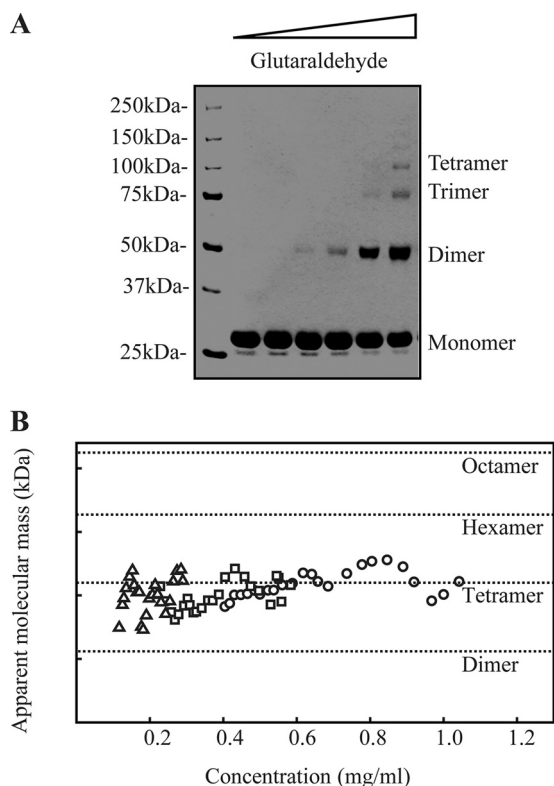 A
Glutaraldehyde
250kDa-
150kDa-
100kDa-
75kDa-
50kDa-
37kDa-
25kDa-
Tetramer
Trimer
Dimer
Monomer
B
Apparent molecular mass (kDa)
Octamer
Hexamer
Tetramer
Dimer
0.2 0.4 0.6 0.8 1.0 1.2
Concentration (mg/ml)